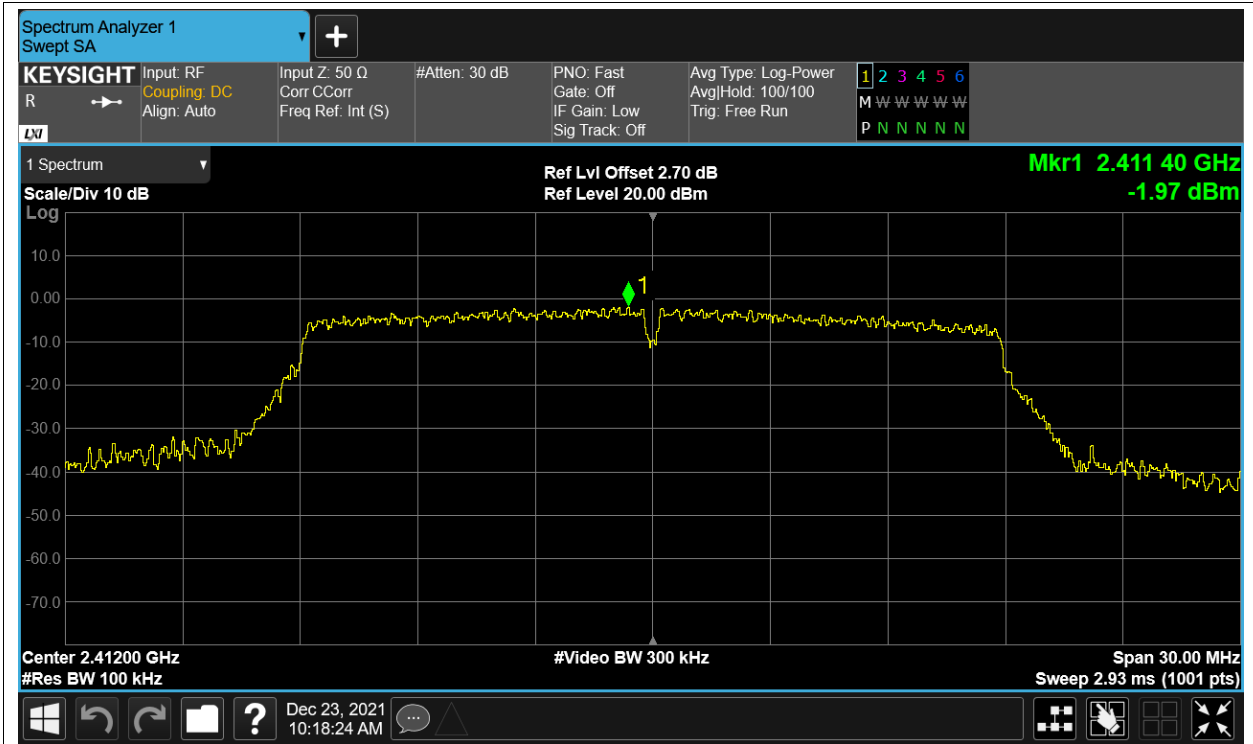 Spectrum Analyzer 1
Swept SA
KEYSIGHT
R
LXI
Input: RF
Coupling: DC
Align: Auto
Input Z: 50 Ω
Corr CCorr
Freq Ref: Int (S)
#Atten: 30 dB
PNO: Fast
Gate: Off
IF Gain: Low
Sig Track: Off
Avg Type: Log-Power
Avg|Hold: 100/100
Trig: Free Run
1 2 3 4 5 6
M W W W W W
P N N N N N
1 Spectrum
Scale/Div 10 dB
Log
Ref Lvl Offset 2.70 dB
Ref Level 20.00 dBm
Mkr1 2.411 40 GHz
-1.97 dBm
1
10.0
0.00
-10.0
-20.0
-30.0
-40.0
-50.0
-60.0
-70.0
Center 2.41200 GHz
#Res BW 100 kHz
#Video BW 300 kHz
Span 30.00 MHz
Sweep 2.93 ms (1001 pts)
?
Dec 23, 2021
10:18:24 AM